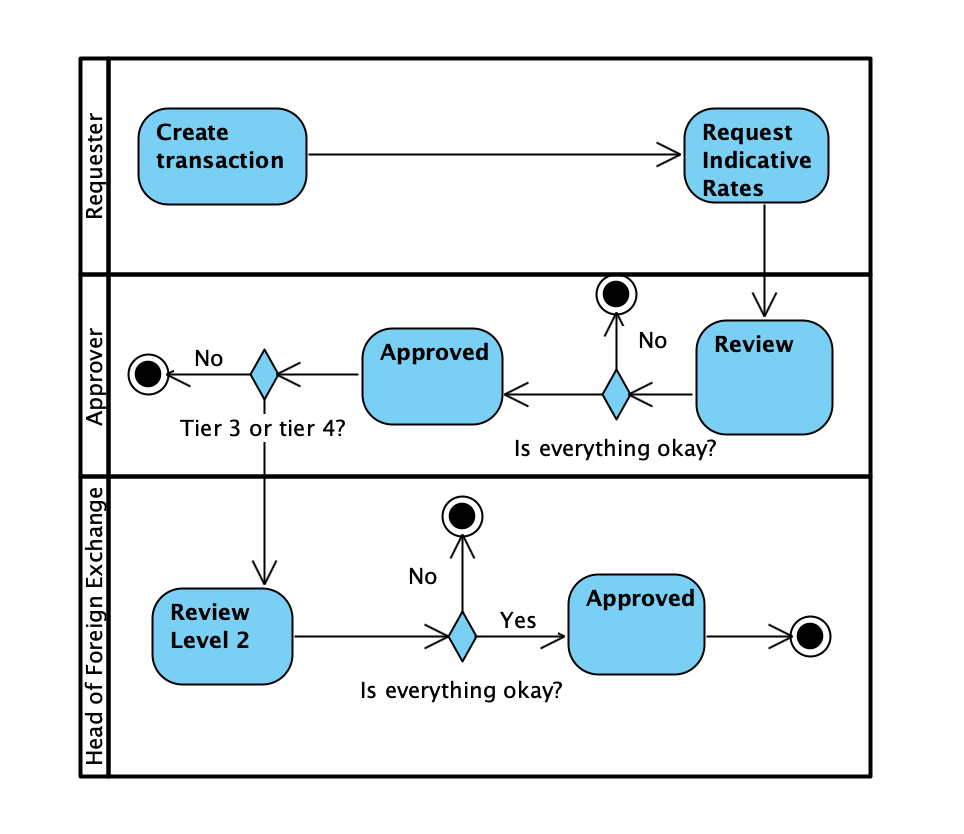 Requester
Create
transaction
Request
Indicative
Rates
Approver
No
Tier 3 or tier 4?
Approved
No
Is everything okay?
Review
Head of Foreign Exchange
Review
Level 2
No
Yes
Is everything okay?
Approved